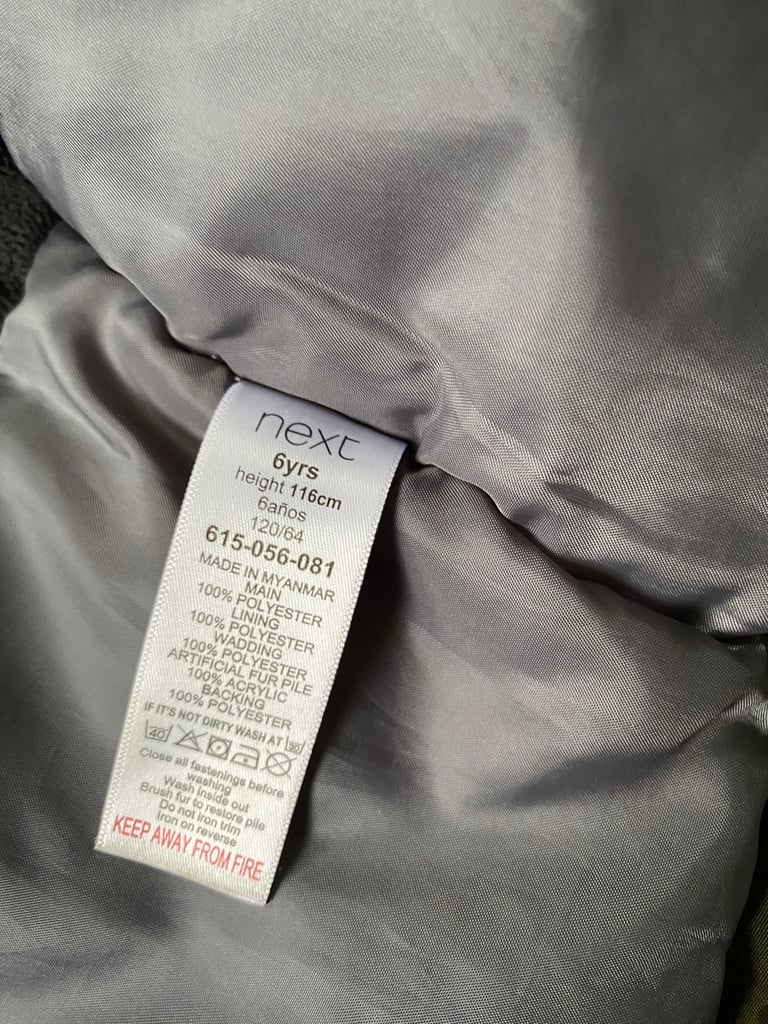 next
6yrs
height 116cm
6años
120/64
615-056-081
MADE IN MYANMAR
MAIN
100% POLYESTER
LINING
100% POLYESTER
WADDING
100% POLYESTER
ARTIFICIAL FUR PILE
100% ACRYLIC
BACKING
100% POLYESTER
IF IT'S NOT DIRTY WASH AT 30
40
Close all fastenings before
washing
Wash inside out
Brush fur to restore pile
Do not iron trim
Iron on reverse
KEEP AWAY FROM FIRE